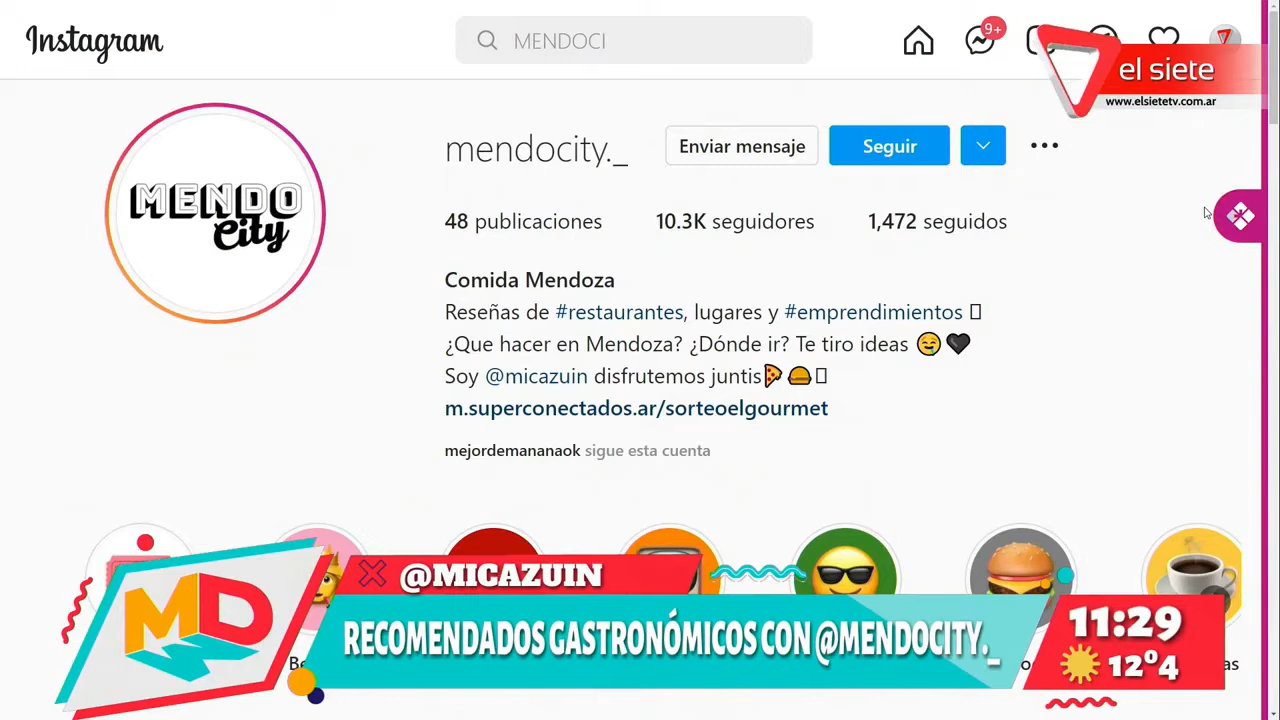 Instagram
MENDOCI
9+
el siete
www.elsietetv.com.ar
MENDO
City
mendocity._
Enviar mensaje
Seguir
48 publicaciones
10.3K seguidores
1,472 seguidos
Comida Mendoza
Reseñas de #restaurantes, lugares y #emprendimientos
¿Que hacer en Mendoza? ¿Dónde ir? Te tiro ideas 🤤🖤
Soy @micazuin disfrutemos juntis🍕🍔
m.superconectados.ar/sorteoelgourmet
mejordemananaok sigue esta cuenta
MD
@MICAZUIN
RECOMENDADOS GASTRONÓMICOS CON @MENDOCITY._
11:29
12º4